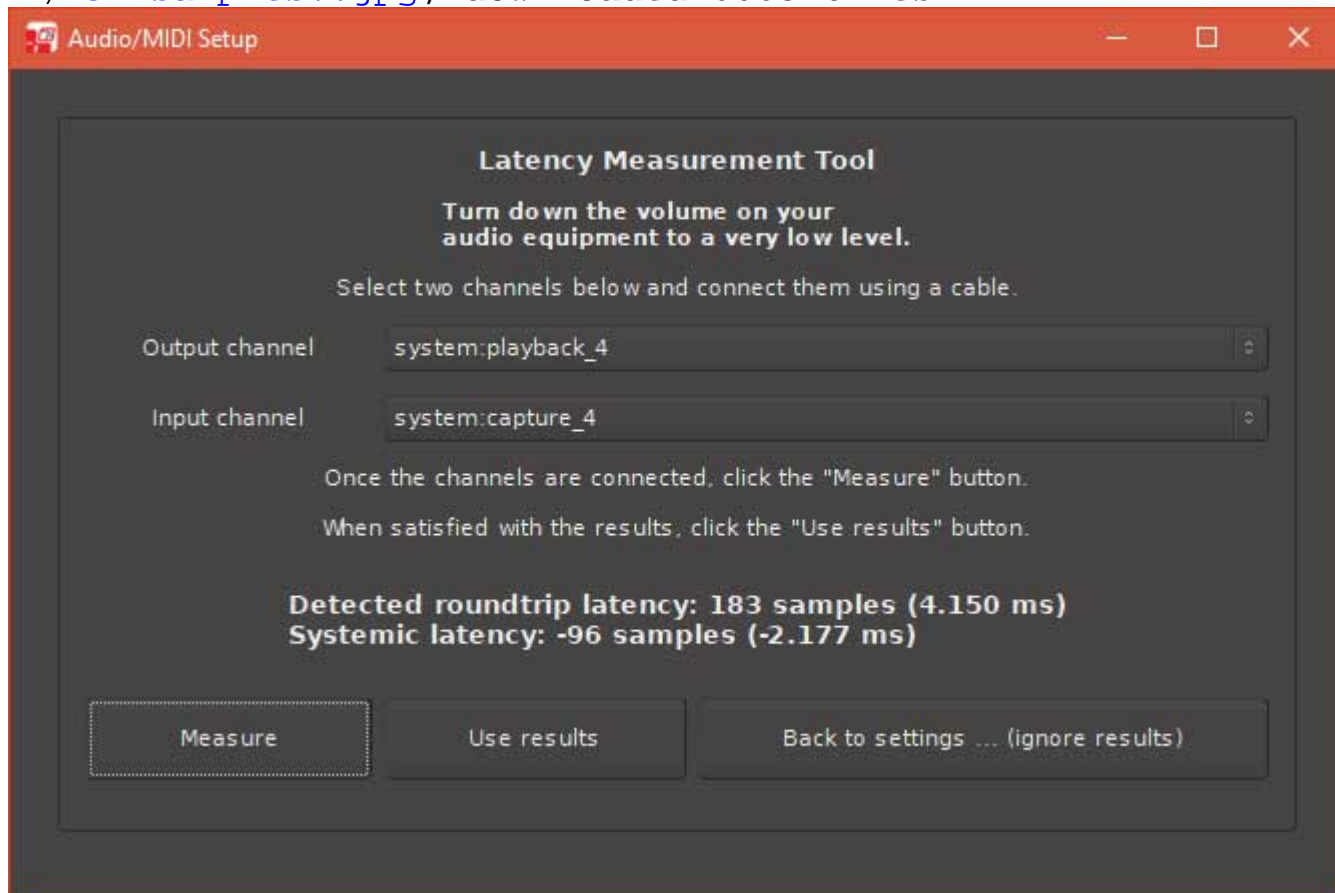 Audio/MIDI Setup
Latency Measurement Tool
Turn down the volume on your
audio equipment to a very low level.
Select two channels below and connect them using a cable.
Output channel system:playback_4
Input channel system:capture_4
Once the channels are connected, click the "Measure" button.
When satisfied with the results, click the "Use results" button.
Detected roundtrip latency: 183 samples (4.150 ms)
Systemic latency: -96 samples (-2.177 ms)
Measure Use results Back to settings ... (ignore results)